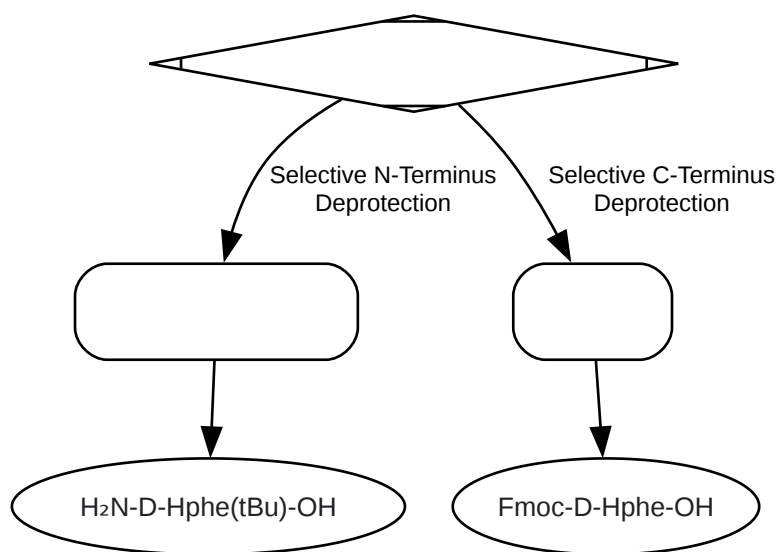 Selective N-Terminus
Deprotection
Selective C-Terminus
Deprotection
H₂N-D-Hphe(tBu)-OH
Fmoc-D-Hphe-OH